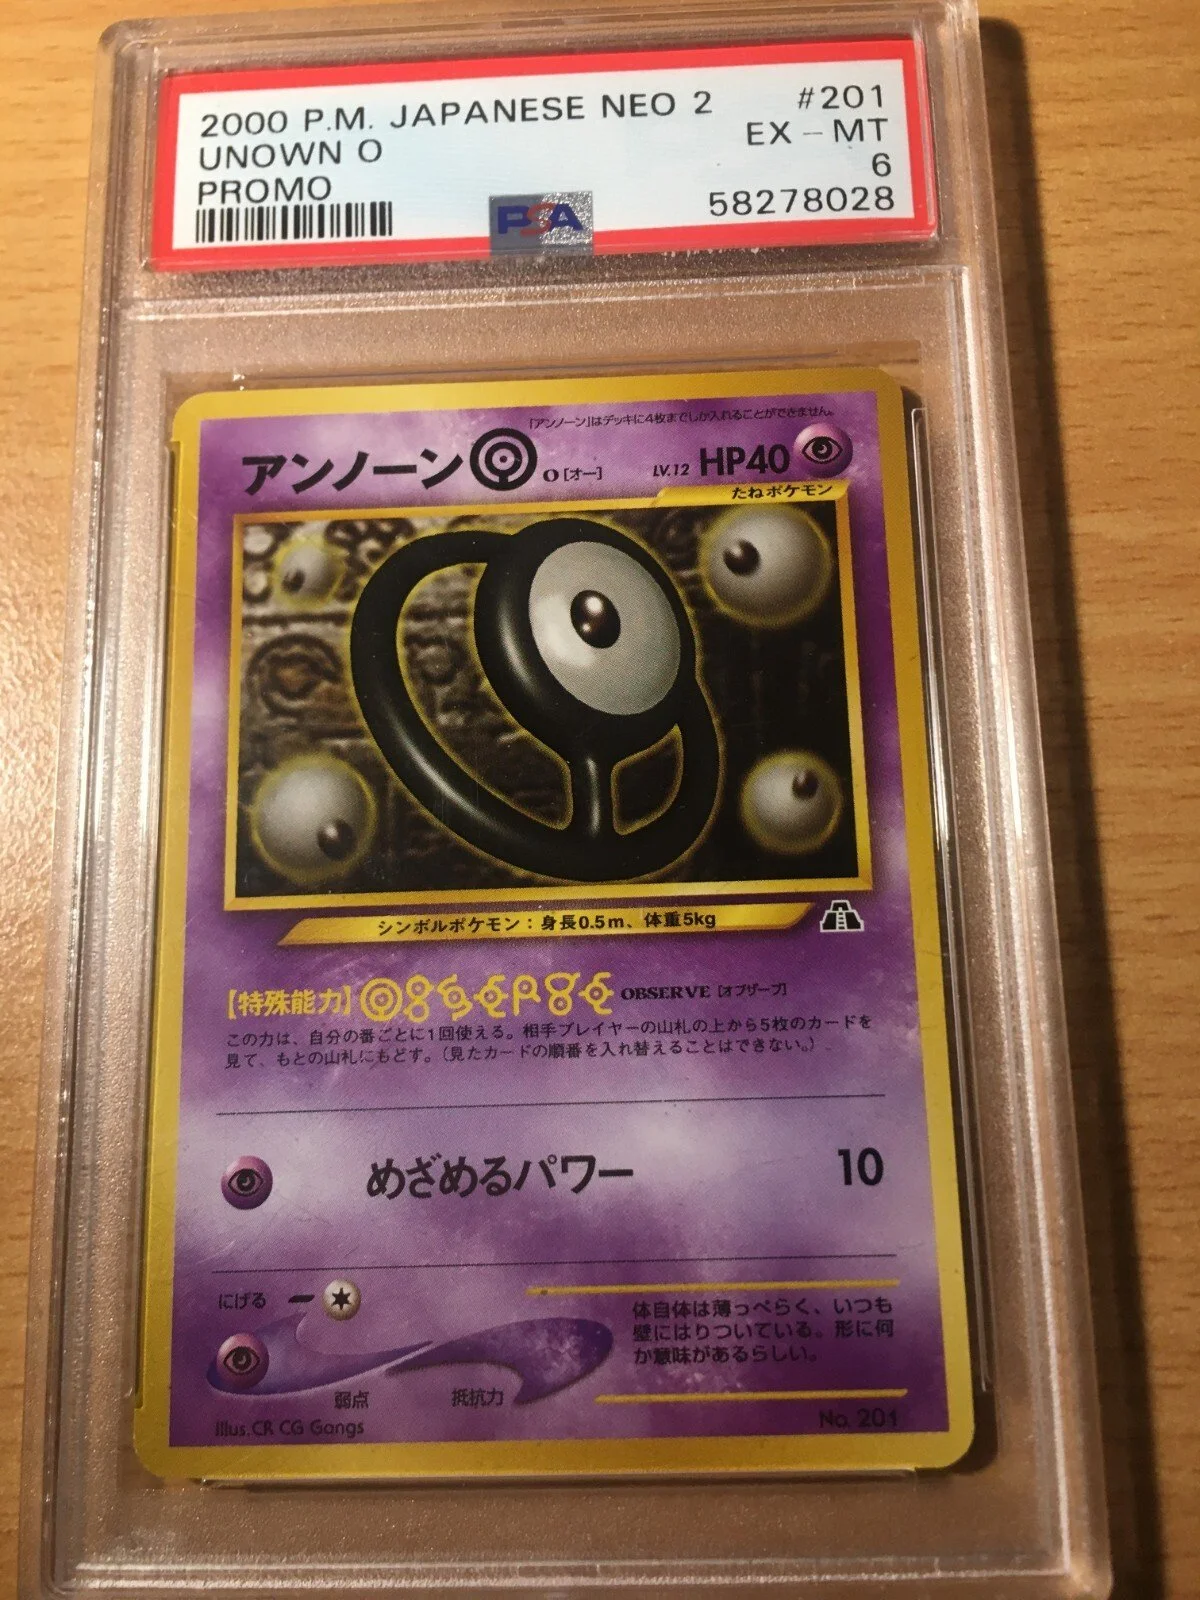 2000 P.M. JAPANESE NEO 2 #201
UNOWN O EX - MT
PROMO 6
PSA 58278028
「アンノーン」はデッキに4枚までしか入れることができません。
アンノーン O [オー] LV.12 HP40
たねポケモン
シンボルポケモン：身長0.5m、体重5kg
【特殊能力】 OBSERVE OBSERVE [オブザーブ]
この力は、自分の番ごとに1回使える。相手プレイヤーの山札の上から5枚のカードを
見て、もとの山札にもどす。（見たカードの順番を入れ替えることはできない。）
めざめるパワー 10
にげる
弱点 抵抗力
体自体は薄っぺらく、いつも
壁にはりついている。形に何
か意味があるらしい。
Illus.CR CG Gangs No. 201